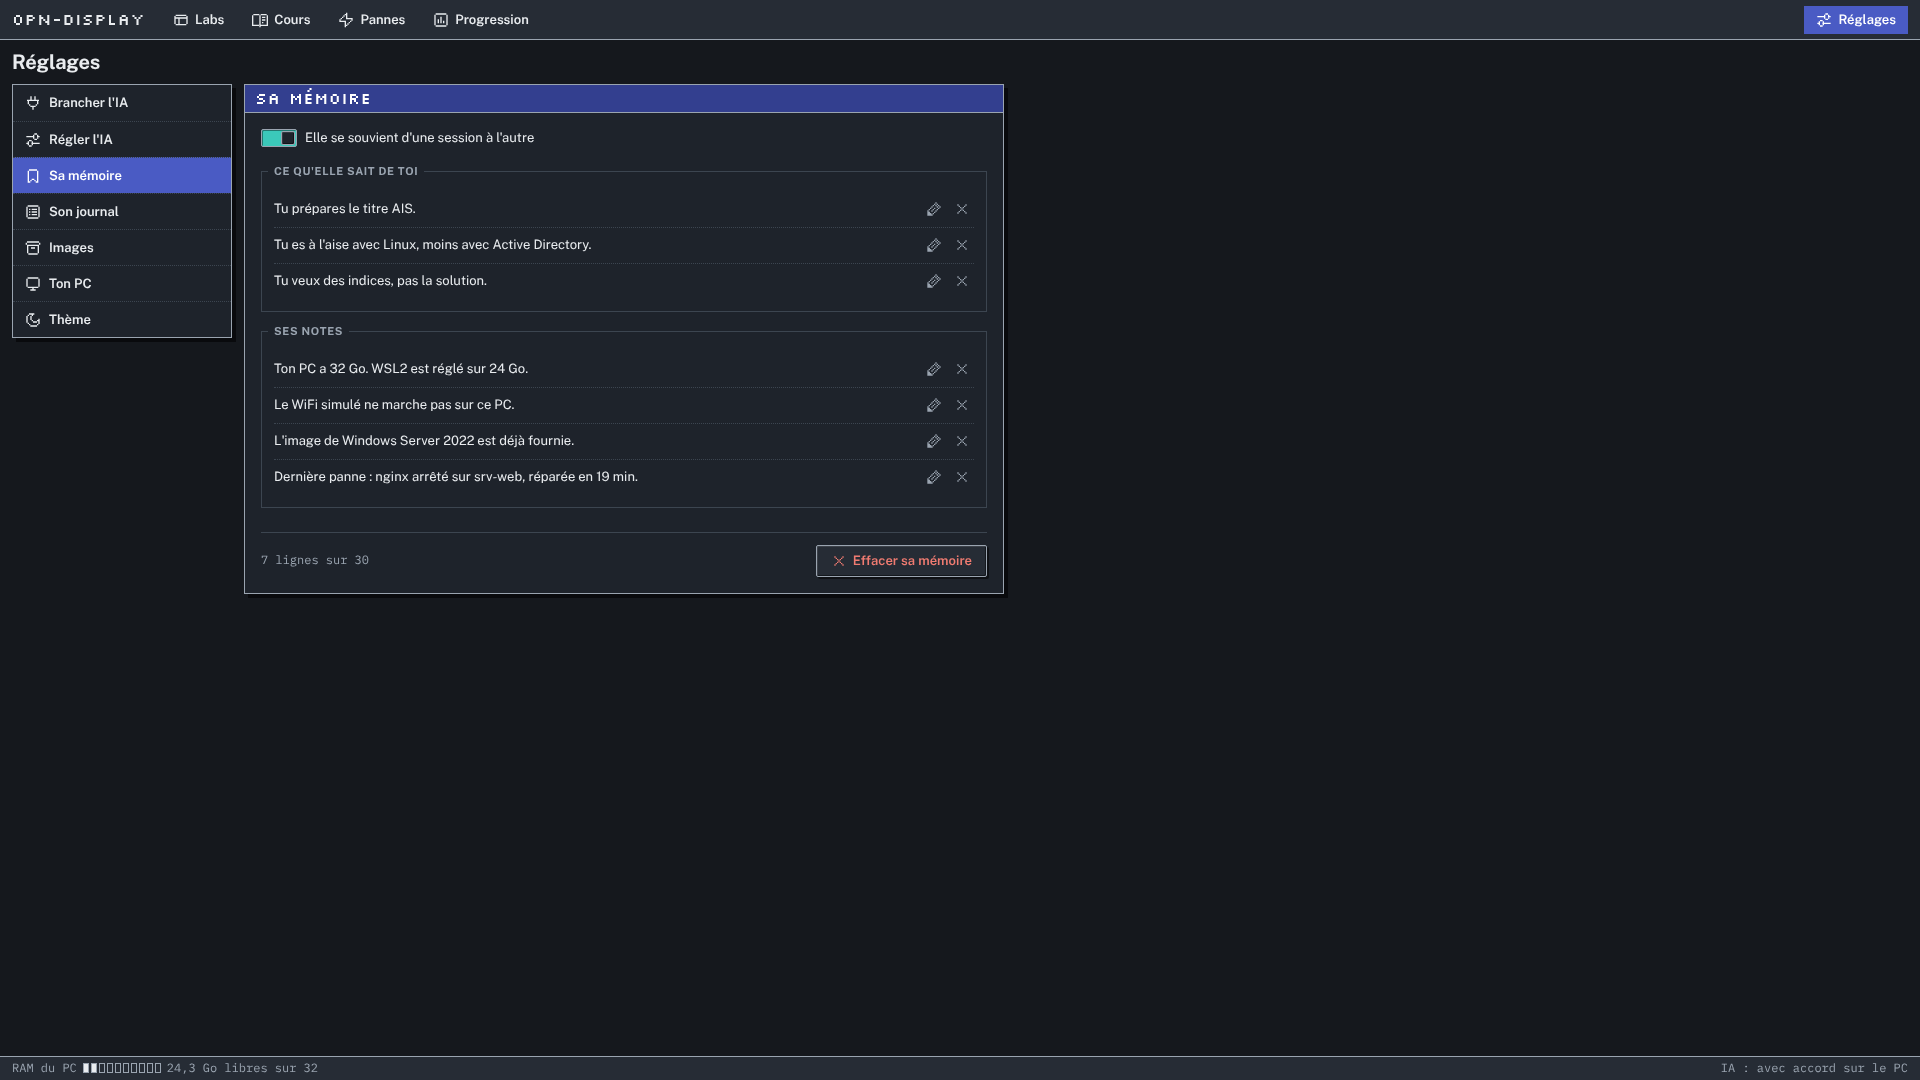 OPN-DISPLAY Labs Cours Pannes Progression Réglages
Réglages
Brancher l'IA
Régler l'IA
Sa mémoire
Son journal
Images
Ton PC
Thème
SA MÉMOIRE
Elle se souvient d'une session à l'autre
CE QU'ELLE SAIT DE TOI
Tu prépares le titre AIS.
Tu es à l'aise avec Linux, moins avec Active Directory.
Tu veux des indices, pas la solution.
SES NOTES
Ton PC a 32 Go. WSL2 est réglé sur 24 Go.
Le WiFi simulé ne marche pas sur ce PC.
L'image de Windows Server 2022 est déjà fournie.
Dernière panne : nginx arrêté sur srv-web, réparée en 19 min.
7 lignes sur 30 Effacer sa mémoire
RAM du PC 24,3 Go libres sur 32 IA : avec accord sur le PC